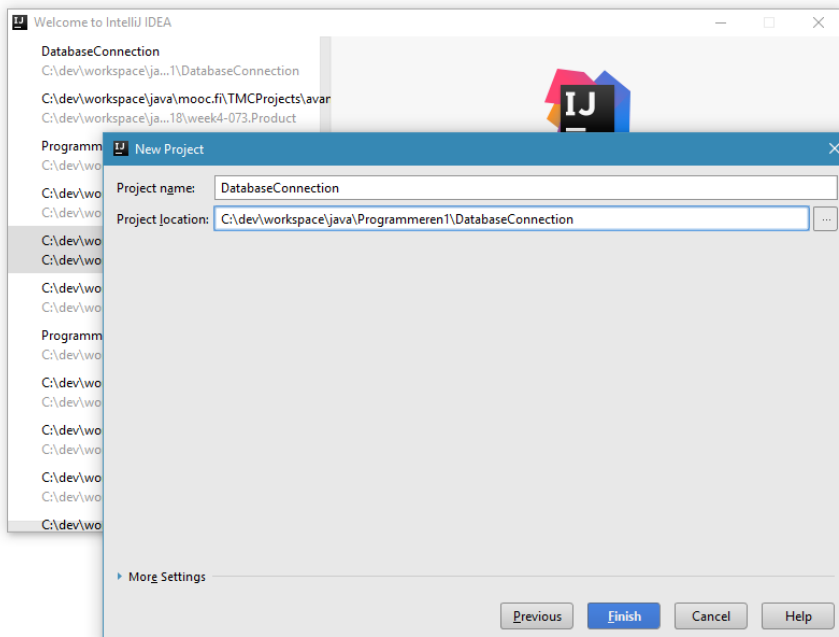 Welcome to IntelliJ IDEA
DatabaseConnection
C:\dev\workspace\ja...1\DatabaseConnection
C:\dev\workspace\java\mooc.fi\TMCProjects\avar
C:\dev\workspace\ja...18\week4-073.Product
Programm
C:\dev\wo
C:\dev\wo
C:\dev\wo
C:\dev\wo
C:\dev\wo
C:\dev\wo
C:\dev\wo
Programm
C:\dev\wo
C:\dev\wo
C:\dev\wo
C:\dev\wo
C:\dev\wo
C:\dev\wo
C:\dev\wo
C:\dev\wo
IJ
IJ
New Project
Project name:
DatabaseConnection
Project location:
C:\dev\workspace\java\Programmeren1\DatabaseConnection
...
More Settings
Previous
Finish
Cancel
Help